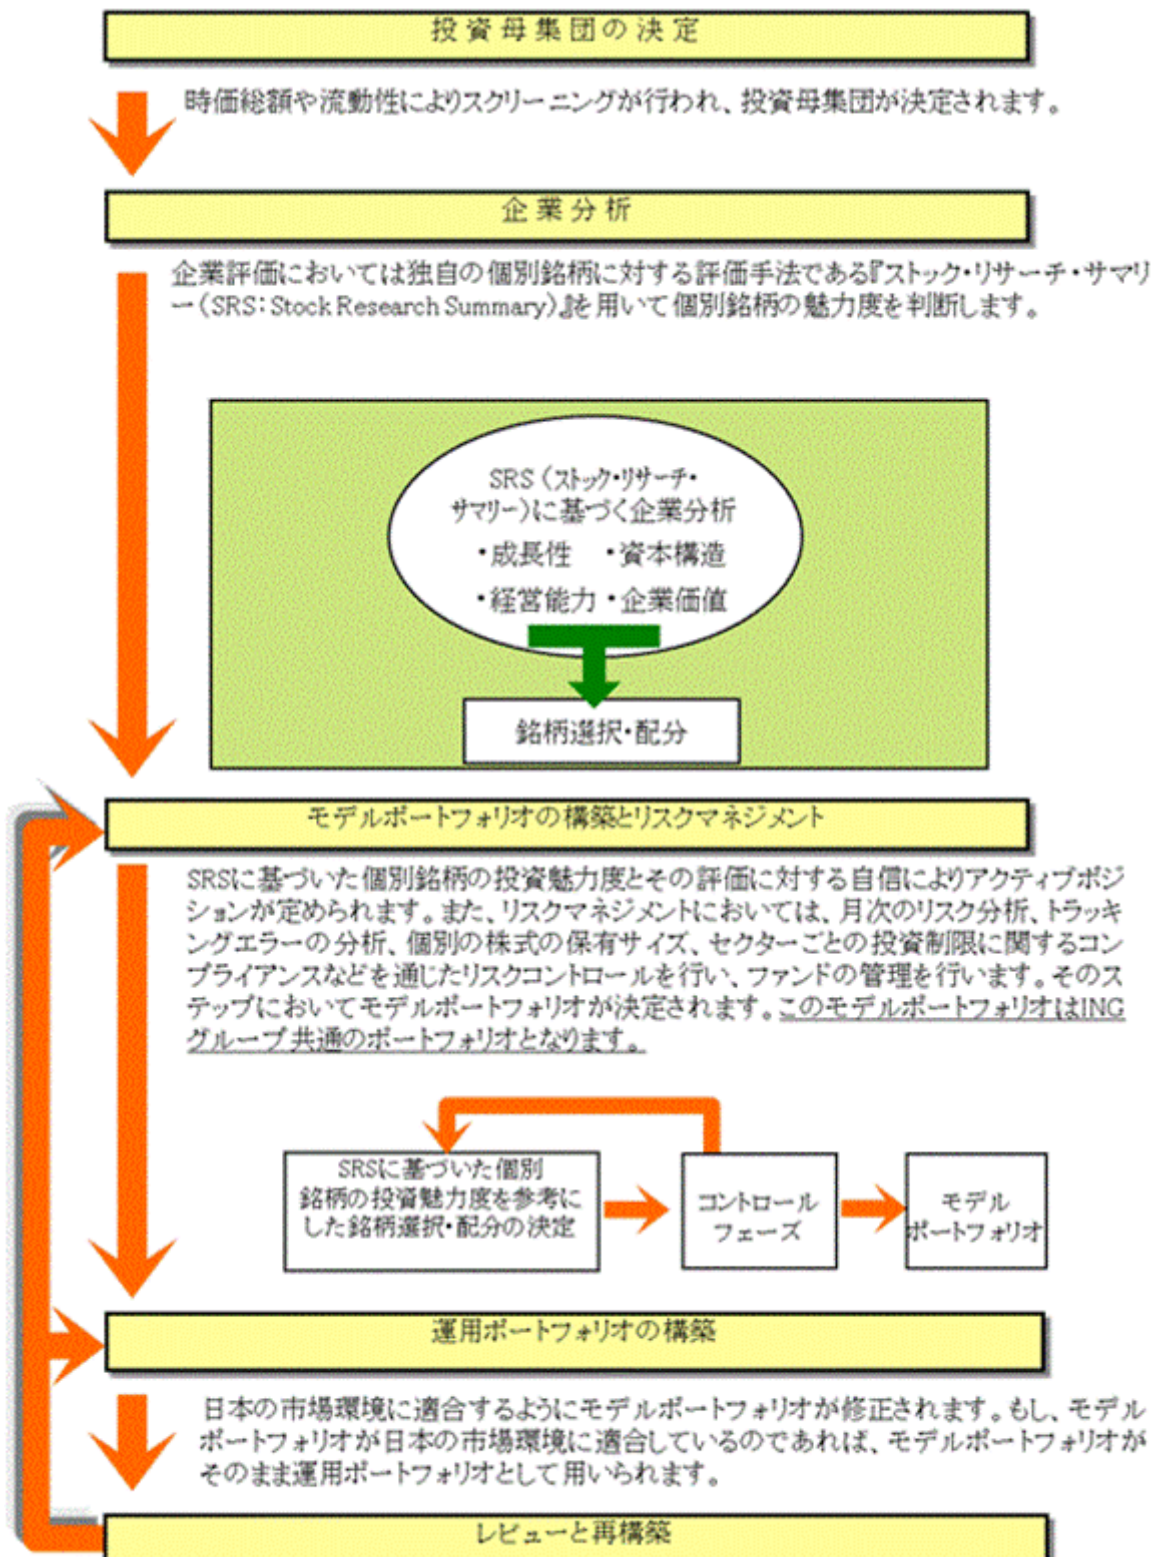 投資母集団の決定
時価総額や流動性によりスクリーニングが行われ、投資母集団が決定されます。
企業分析
企業評価においては独自の個別銘柄に対する評価手法である『ストック・リサーチ・サマリ
ー（SRS：Stock Research Summary）』を用いて個別銘柄の魅力度を判断します。
SRS（ストック・リサーチ・
サマリー）に基づく企業分析
・成長性　・資本構造
・経営能力・企業価値
銘柄選択・配分
モデルポートフォリオの構築とリスクマネジメント
SRSに基づいた個別銘柄の投資魅力度とその評価に対する自信によりアクティブポジ
ションが定められます。また、リスクマネジメントにおいては、月次のリスク分析、トラッキ
ングエラーの分析、個別の株式の保有サイズ、セクターごとの投資制限に関するコン
プライアンスなどを通じたリスクコントロールを行い、ファンドの管理を行います。そのス
テップにおいてモデルポートフォリオが決定されます。このモデルポートフォリオはING
グループ共通のポートフォリオとなります。
SRSに基づいた個別
銘柄の投資魅力度を参考に
した銘柄選択・配分の決定
コントロール
フェーズ
モデル
ポートフォリオ
運用ポートフォリオの構築
日本の市場環境に適合するようにモデルポートフォリオが修正されます。もし、モデル
ポートフォリオが日本の市場環境に適合しているのであれば、モデルポートフォリオが
そのまま運用ポートフォリオとして用いられます。
レビューと再構築